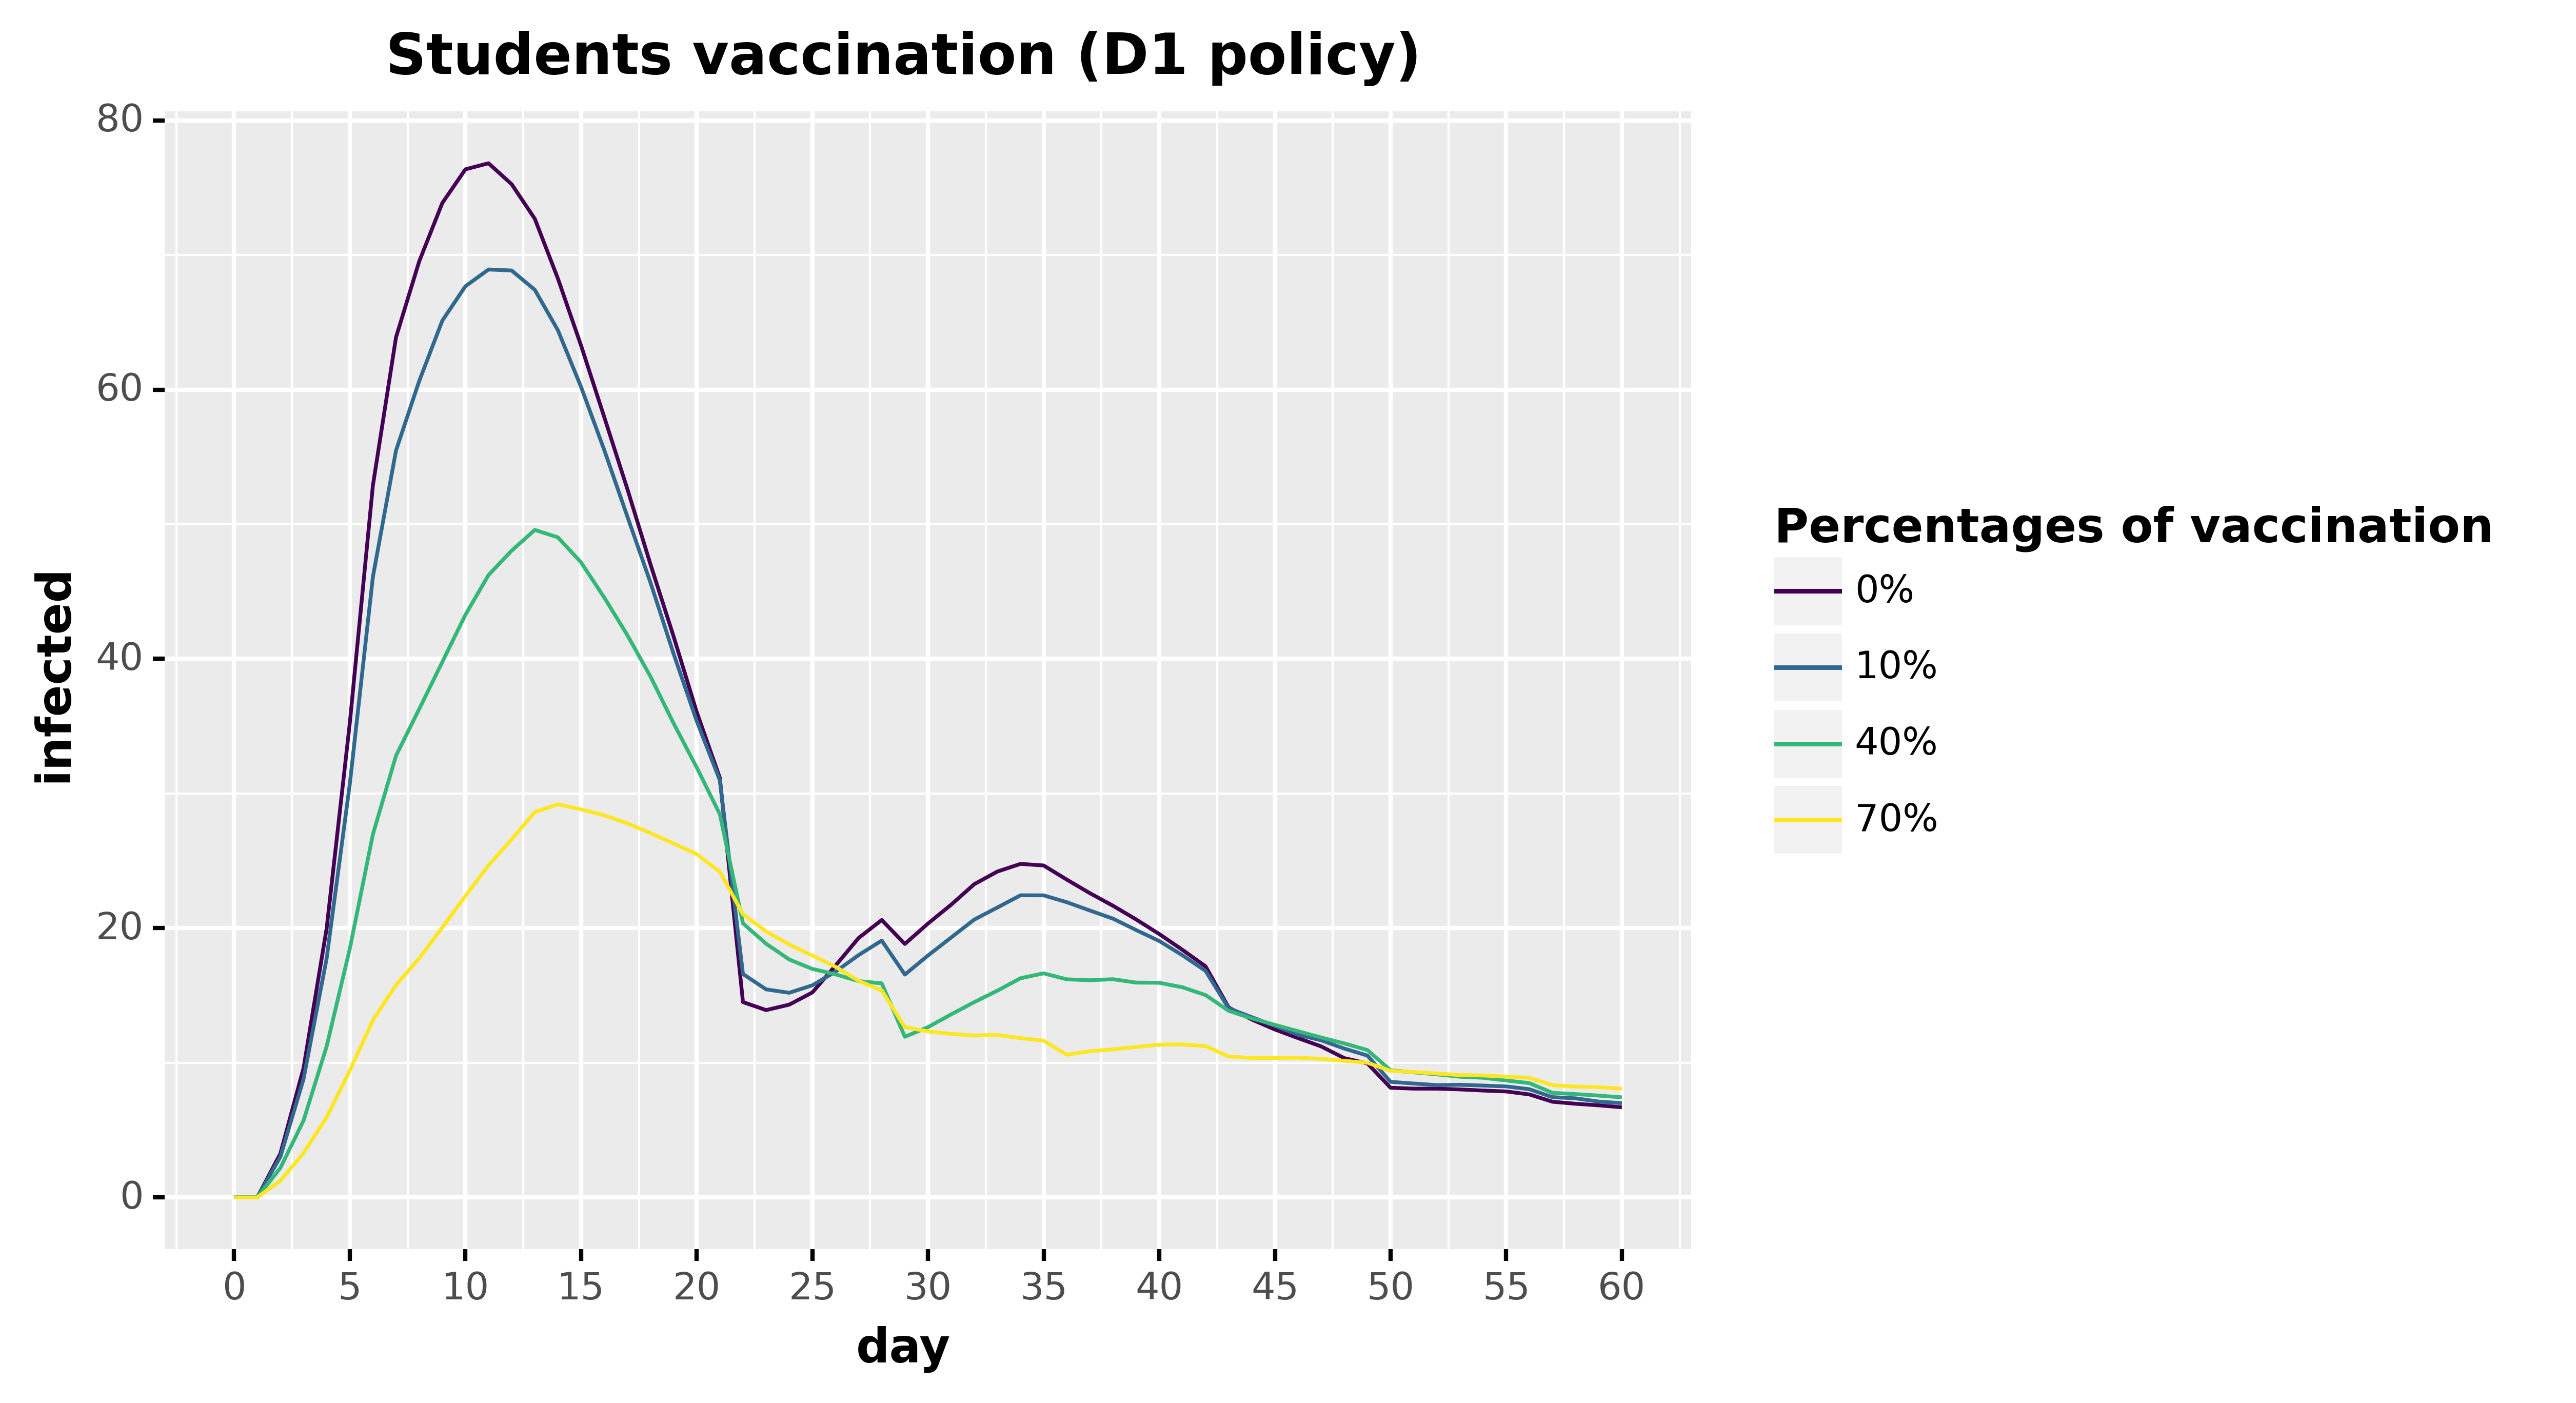 Students vaccination (D1 policy)
80
60
40
20
0
infected
0 5 10 15 20 25 30 35 40 45 50 55 60
day
Percentages of vaccination
0%
10%
40%
70%